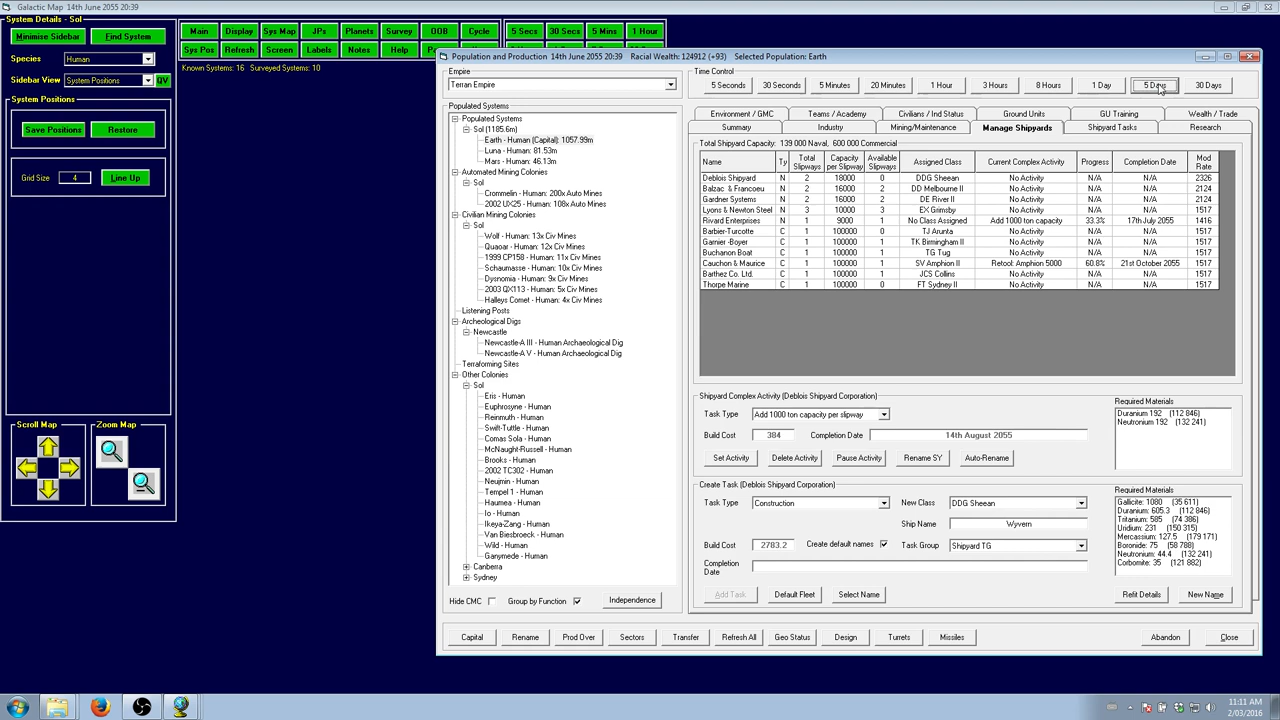 Galactic Map 14th June 2055 20:39
System Details - Sol
Minimise Sidebar Find System
Species Human
Sidebar View System Positions QV
System Positions
Save Positions Restore
Grid Size 4 Line Up
Scroll Map Zoom Map
Main Display Sys Map JPs Planets Survey OOB Cycle 5 Secs 30 Secs 5 Mins 1 Hour
Sys Pos Refresh Screen Labels Notes Help
Known Systems: 16 Surveyed Systems: 10
Population and Production 14th June 2055 20:39 Racial Wealth: 124912 (+93) Selected Population: Earth
Empire
Terran Empire
Time Control
5 Seconds 30 Seconds 5 Minutes 20 Minutes 1 Hour 3 Hours 8 Hours 1 Day 5 Days 30 Days
Populated Systems
Populated Systems
Sol (1185.6m)
Earth - Human (Capital): 1057.99m
Luna - Human: 81.53m
Mars - Human: 46.13m
Automated Mining Colonies
Sol
Crommelin - Human: 200x Auto Mines
2002 UX25 - Human: 108x Auto Mines
Civilian Mining Colonies
Sol
Wolf - Human: 13x Civ Mines
Quaoar - Human: 12x Civ Mines
1999 CP158 - Human: 11x Civ Mines
Schaumasse - Human: 10x Civ Mines
Dysnomia - Human: 9x Civ Mines
2003 QX113 - Human: 5x Civ Mines
Halleys Comet - Human: 4x Civ Mines
Listening Posts
Archeological Digs
Newcastle
Newcastle-A III - Human Archaeological Dig
Newcastle-A V - Human Archaeological Dig
Terraforming Sites
Other Colonies
Sol
Eris - Human
Euphrosyne - Human
Reinmuth - Human
Swift-Tuttle - Human
Comas Sola - Human
McNaught-Russell - Human
Brooks - Human
2002 TC302 - Human
Neujmin - Human
Tempel 1 - Human
Haumea - Human
Io - Human
Ikeya-Zang - Human
Van Biesbroeck - Human
Wild - Human
Ganymede - Human
Canberra
Sydney
Hide CMC Group by Function Independence
Environment / GMC Teams / Academy Civilians / Ind Status Ground Units GU Training Wealth / Trade
Summary Industry Mining/Maintenance Manage Shipyards Shipyard Tasks Research
Total Shipyard Capacity: 139 000 Naval, 600 000 Commercial
Name Ty Total Slipways Capacity per Slipway Available Slipways Assigned Class Current Complex Activity Progress Completion Date Mod Rate
Deblois Shipyard N 2 18000 2 DDG Sheean No Activity N/A N/A 2326
Balzac & Francoeu N 2 16000 2 DD Melbourne II No Activity N/A N/A 2124
Gardner Systems N 2 16000 2 DE River II No Activity N/A N/A 2124
Lyons & Newton Steel N 3 10000 3 EX Grimsby No Activity N/A N/A 1517
Rivard Enterprises N 1 9000 1 No Class Assigned Add 1000 ton capacity 33.3% 17th July 2055 1416
Barbier-Turcotte C 1 100000 0 TJ Arunta No Activity N/A N/A 1517
Garnier -Boyer C 1 100000 1 TK Birmingham II No Activity N/A N/A 1517
Buchanon Boat C 1 100000 1 TG Tug No Activity N/A N/A 1517
Cauchon & Maurice C 1 100000 1 SV Amphion II Retool: Amphion 5000 60.8% 21st October 2055 1517
Barthez Co. Ltd. C 1 100000 1 JCS Collins No Activity N/A N/A 1517
Thorpe Marine C 1 100000 0 FT Sydney II No Activity N/A N/A 1517
Shipyard Complex Activity (Deblois Shipyard Corporation)
Task Type Add 1000 ton capacity per slipway
Build Cost 384 Completion Date 14th August 2055
Set Activity Delete Activity Pause Activity Rename SY Auto-Rename
Required Materials
Duranium 192 (112 846)
Neutronium 192 (132 241)
Create Task (Deblois Shipyard Corporation)
Task Type Construction New Class DDG Sheean
Ship Name Wyvern
Build Cost 2783.2 Create default names Task Group Shipyard TG
Completion Date
Add Task Default Fleet Select Name Refit Details New Name
Required Materials
Gallicite: 1080 (35 611)
Duranium: 605.3 (112 846)
Tritanium: 585 (74 386)
Uridium: 231 (150 315)
Mercassium: 127.5 (179 171)
Boronide: 75 (58 788)
Neutronium: 44.4 (132 241)
Corbomite: 35 (121 882)
Capital Rename Prod Over Sectors Transfer Refresh All Geo Status Design Turrets Missiles Abandon Close
11:11 AM
2/03/2016